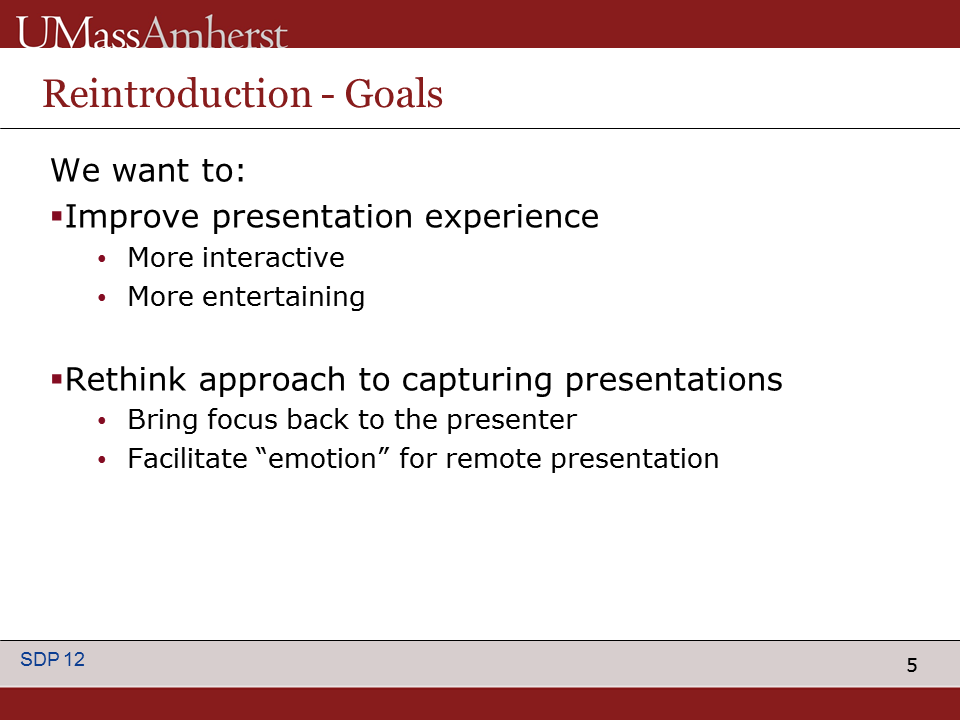 UMassAmherst
Reintroduction - Goals
We want to:
▪Improve presentation experience
• More interactive
• More entertaining
▪Rethink approach to capturing presentations
• Bring focus back to the presenter
• Facilitate “emotion” for remote presentation
SDP 12
5